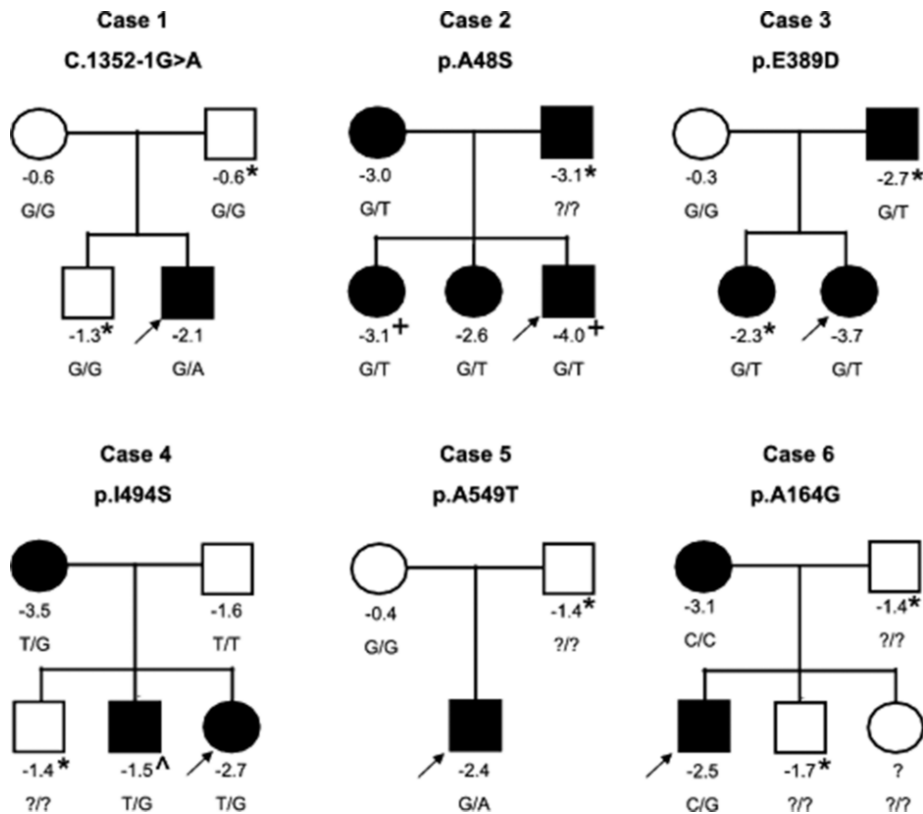 Case 1 Case 2 Case 3
C.1352-1G>A p.A48S p.E389D
-0.6 -0.6* -3.0 -3.1* -0.3 -2.7*
G/G G/G G/T ?/? G/G G/T
-1.3* -2.1 -3.1+ -2.6 -4.0+ -2.3* -3.7
G/G G/A G/T G/T G/T G/T G/T
Case 4 Case 5 Case 6
p.I494S p.A549T p.A164G
-3.5 -1.6 -0.4 -1.4* -3.1 -1.4*
T/G T/T G/G ?/? C/C ?/?
-1.4* -1.5^ -2.7 -2.4 -2.5 -1.7* ?
?/? T/G T/G G/A C/G ?/? ?/?